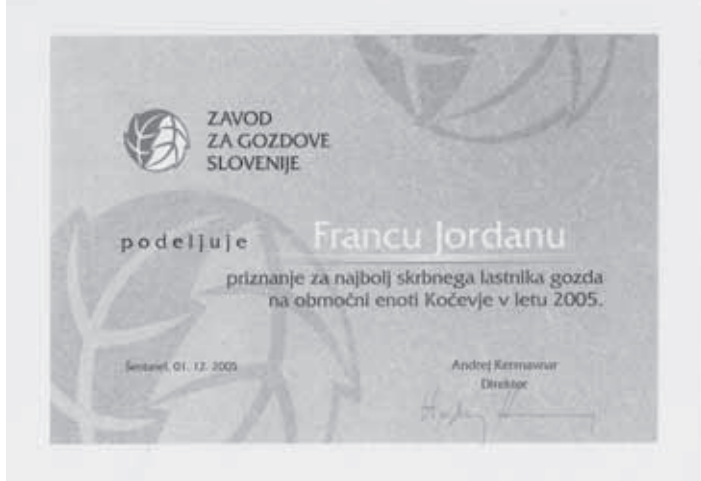 ZAVOD
ZA GOZDOVE
SLOVENIJE
podeljuje Francu Jordanu
priznanje za najbolj skrbnega lastnika gozda
na območni enoti Kočevje v letu 2005.
01. 12. 2005
Andrej Kermavnar
Direktor